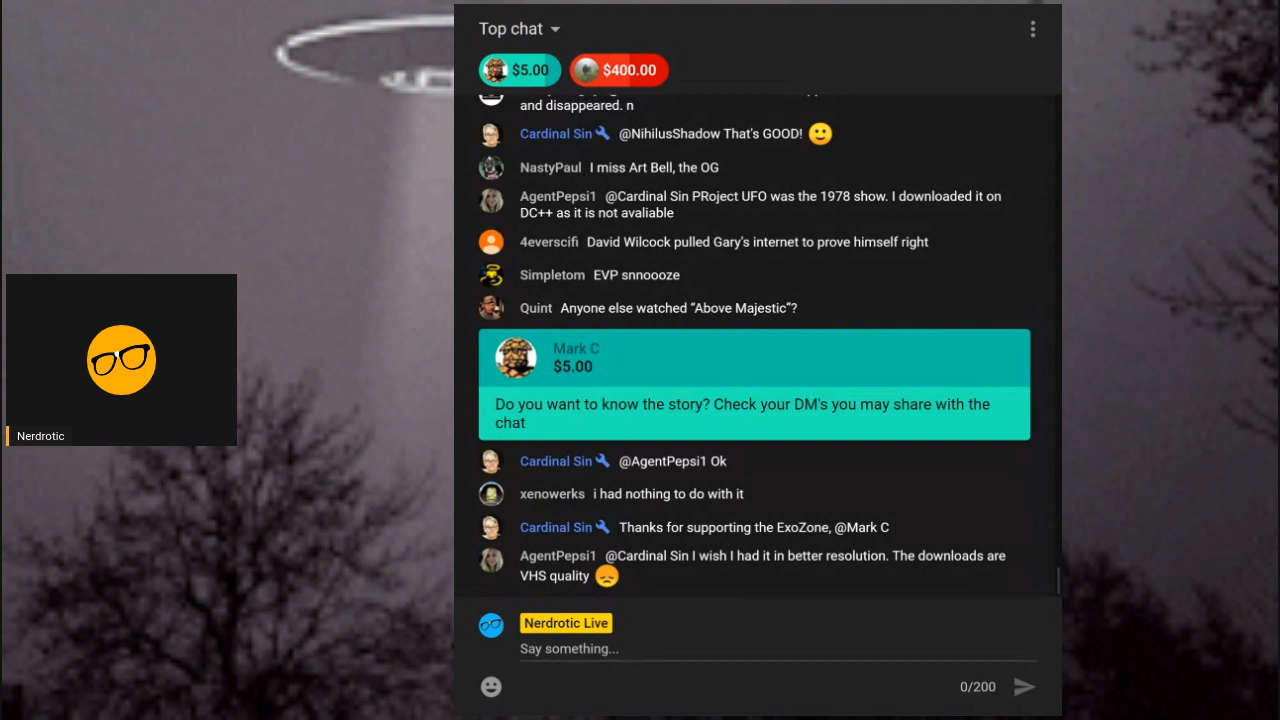 Top chat
$5.00 $400.00
and disappeared. n
Cardinal Sin @NihilusShadow That's GOOD!
NastyPaul I miss Art Bell, the OG
AgentPepsi1 @Cardinal Sin PRoject UFO was the 1978 show. I downloaded it on
DC++ as it is not avaliable
4everscifi David Wilcock pulled Gary's internet to prove himself right
Simpletom EVP snnoooze
Quint Anyone else watched “Above Majestic”?
Mark C
$5.00
Do you want to know the story? Check your DM's you may share with the
chat
Nerdrotic
Cardinal Sin @AgentPepsi1 Ok
xenowerks i had nothing to do with it
Cardinal Sin Thanks for supporting the ExoZone, @Mark C
AgentPepsi1 @Cardinal Sin I wish I had it in better resolution. The downloads are
VHS quality
Nerdrotic Live
Say something...
0/200